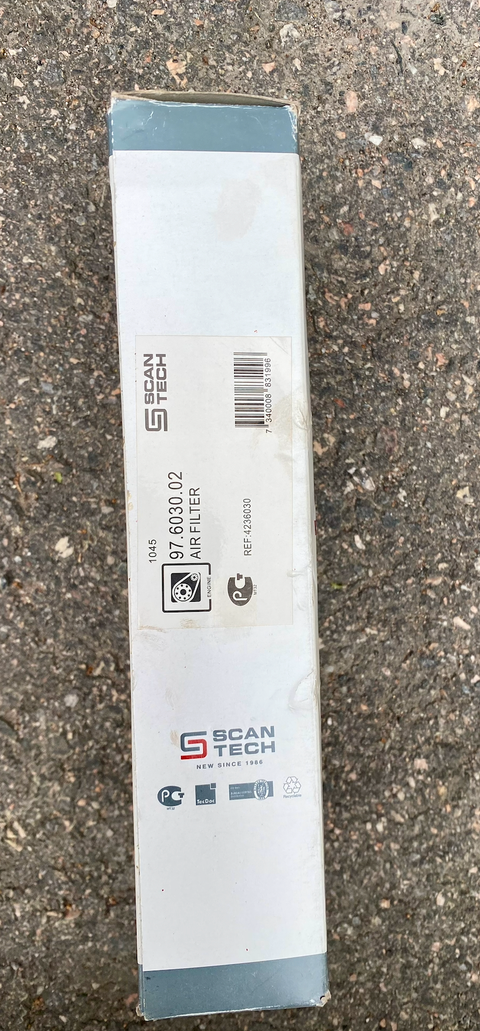 SCAN
TECH
1045
97.6030.02
AIR FILTER
REF:4236030
7 340008 831996
ENGINE
SCAN
TECH
NEW SINCE 1986